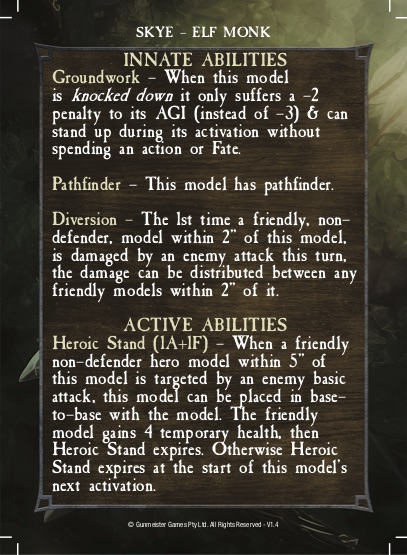 SKYE – ELF MONK
INNATE ABILITIES
Groundwork – When this model
is knocked down it only suffers a -2
penalty to its AGI (instead of -3) & can
stand up during its activation without
spending an action or Fate.
Pathfinder – This model has pathfinder.
Diversion – The 1st time a friendly, non-
defender, model within 2” of this model,
is damaged by an enemy attack this turn,
the damage can be distributed between any
friendly models within 2” of it.
ACTIVE ABILITIES
Heroic Stand (1A+1F) – When a friendly
non-defender hero model within 5” of
this model is targeted by an enemy basic
attack, this model can be placed in base-
to-base with the model. The friendly
model gains 4 temporary health, then
Heroic Stand expires. Otherwise Heroic
Stand expires at the start of this model's
next activation.
© Gunmeister Games Pty Ltd. All Rights Reserved - V1.4